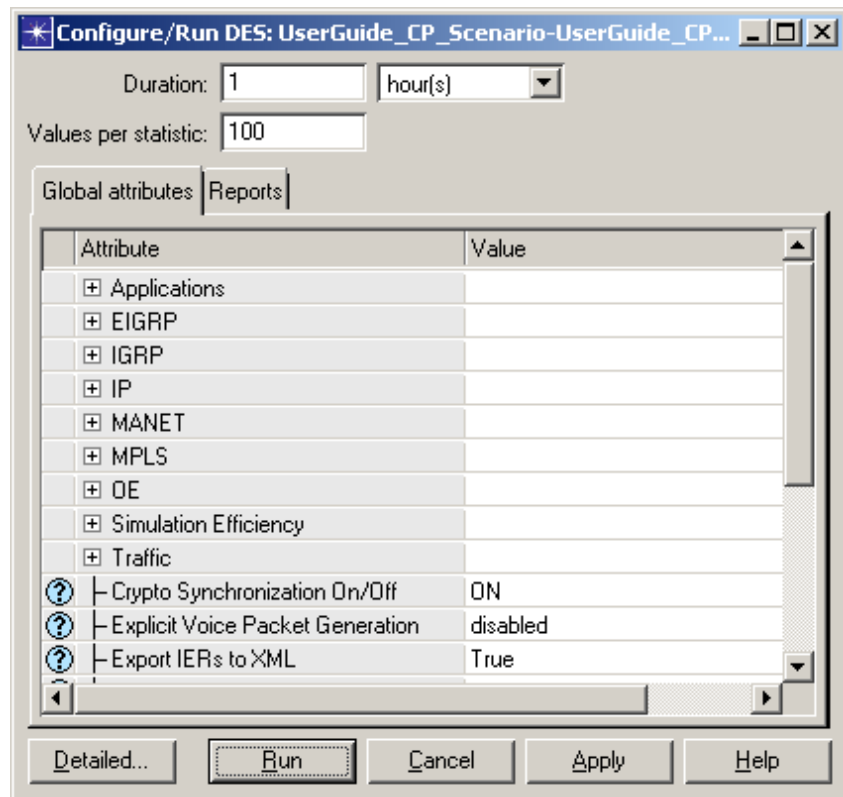 Configure/Run DES: UserGuide_CP_Scenario-UserGuide_CP...
Duration: 1 hour(s)
Values per statistic: 100
Global attributes Reports
Attribute Value
Applications
EIGRP
IGRP
IP
MANET
MPLS
OE
Simulation Efficiency
Traffic
Crypto Synchronization On/Off ON
Explicit Voice Packet Generation disabled
Export IERs to XML True
Detailed... Run Cancel Apply Help